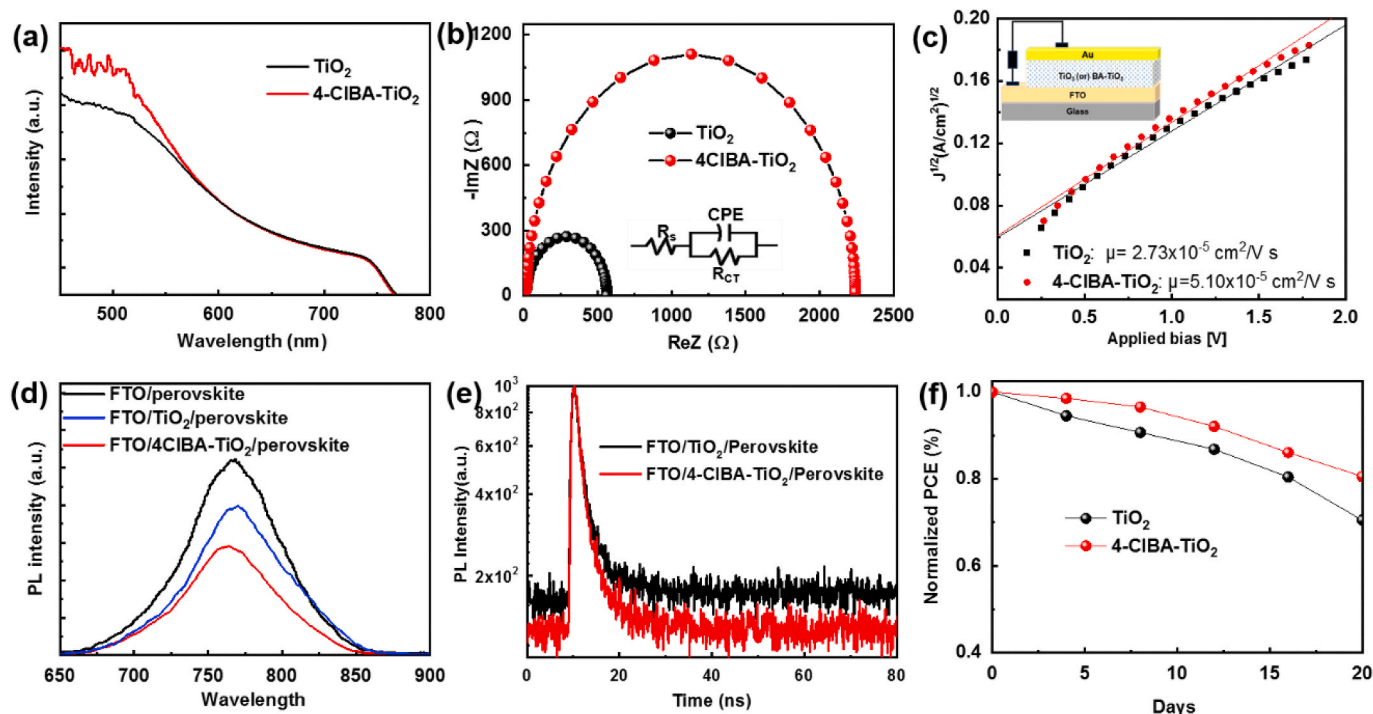 (a)
TiO2
4-ClBA-TiO2
Intensity (a.u.)
500
600
700
800
Wavelength (nm)
(b)
1200
900
600
300
0
-ImZ (Ω)
TiO2
4ClBA-TiO2
CPE
Rs
RCT
0
500
1000
1500
2000
2500
ReZ (Ω)
(c)
0.20
0.16
0.12
0.08
0.04
J1/2(A/cm2)1/2
Au
TiO2 (or) BA-TiO2
FTO
Glass
TiO2: μ= 2.73x10-5 cm2/V s
4-ClBA-TiO2: μ=5.10x10-5 cm2/V s
0.0
0.5
1.0
1.5
2.0
Applied bias [V]
(d)
FTO/perovskite
FTO/TiO2/perovskite
FTO/4ClBA-TiO2/perovskite
PL intensity (a.u.)
650
700
750
800
850
900
Wavelength
(e)
103
8x102
6x102
4x102
2x102
PL Intensity(a.u.)
FTO/TiO2/Perovskite
FTO/4-ClBA-TiO2/Perovskite
0
20
40
60
80
Time (ns)
(f)
1.0
0.8
0.6
0.4
Normalized PCE (%)
TiO2
4-ClBA-TiO2
0
5
10
15
20
Days